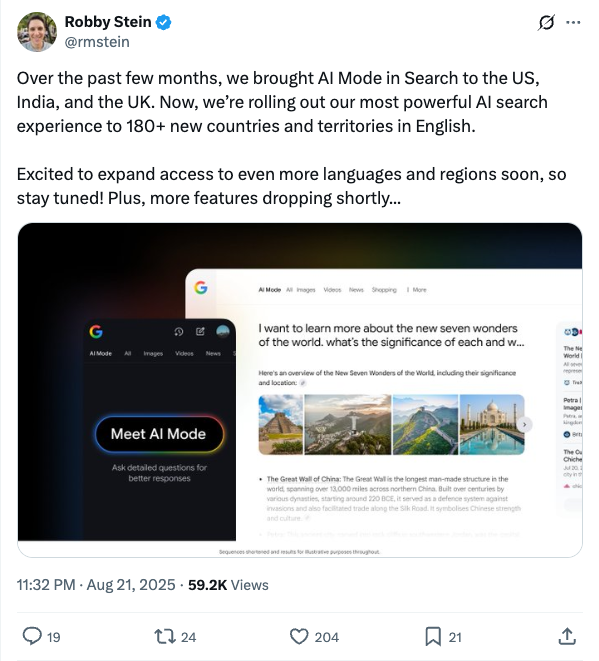 Robby Stein
@rmstein
Over the past few months, we brought AI Mode in Search to the US,
India, and the UK. Now, we’re rolling out our most powerful AI search
experience to 180+ new countries and territories in English.
Excited to expand access to even more languages and regions soon, so
stay tuned! Plus, more features dropping shortly...
AI Mode All Images Videos News Shopping More
I want to learn more about the new seven wonders
of the world. what's the significance of each and w...
Here's an overview of the New Seven Wonders of the World, including their significance
and location:
The Great Wall of China: The Great Wall is the longest man-made structure in the
world, spanning over 13,000 miles across northern China. Built over centuries by
various dynasties, starting around 220 BCE, it served as a defence system against
invasions and also facilitated trade along the Silk Road. It symbolises Chinese strength
and culture.
The Ne
World
Petra
Images
The Cu
Chiche
AI Mode All Images Videos News S
Meet AI Mode
Ask detailed questions for
better responses
Sequences shortened and results for illustrative purposes throughout.
11:32 PM · Aug 21, 2025 · 59.2K Views
19 24 204 21